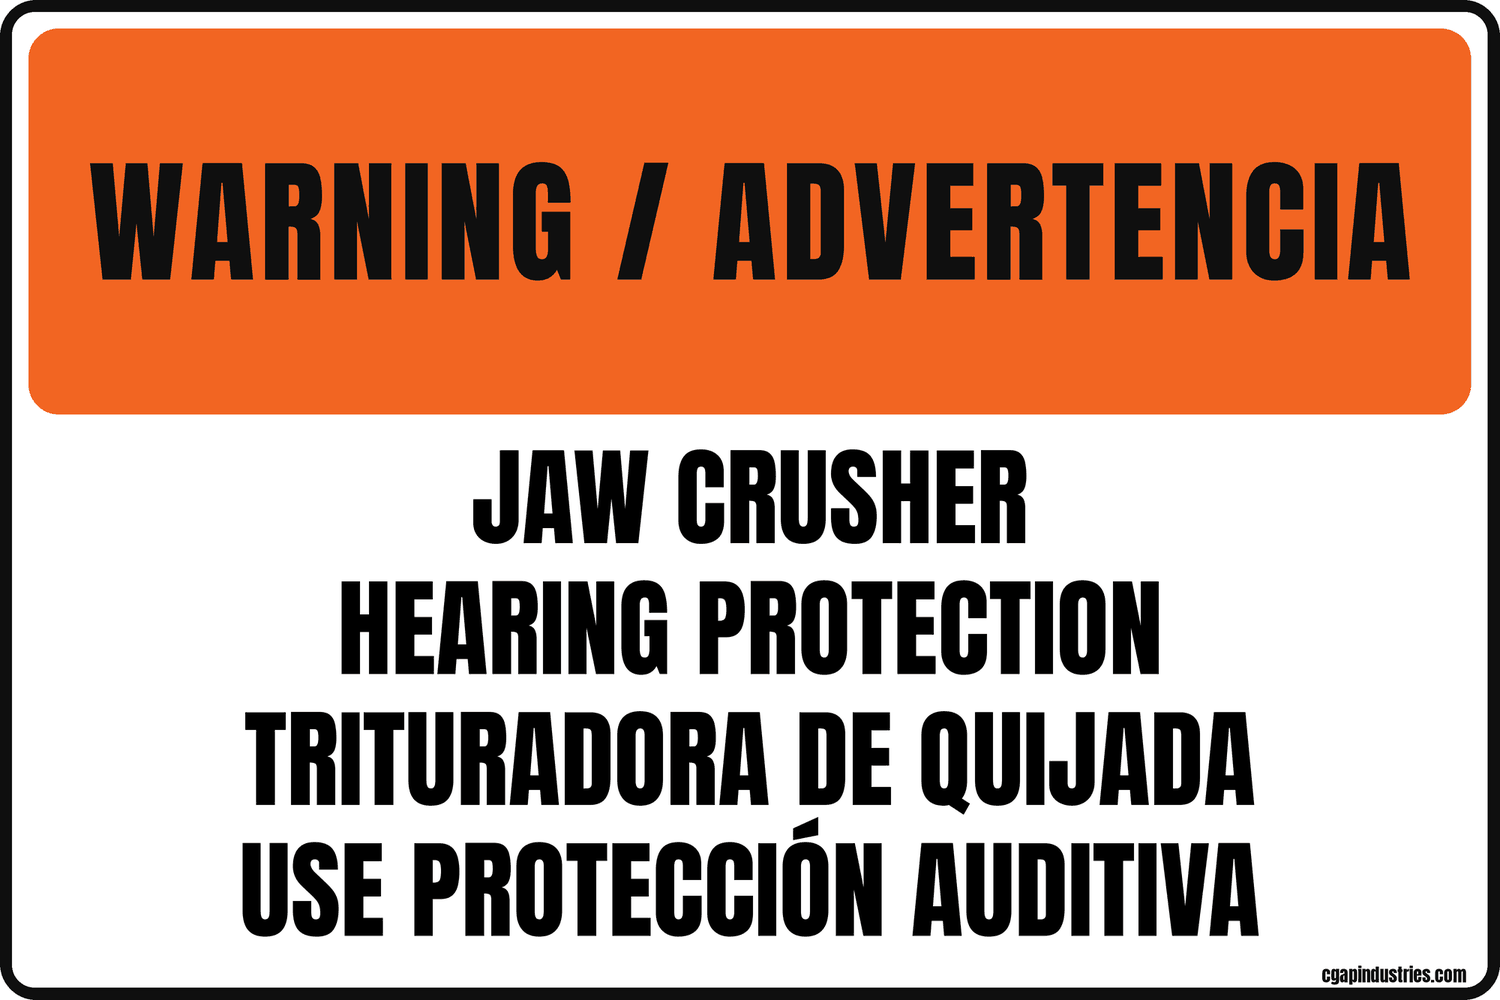 WARNING / ADVERTENCIA
JAW CRUSHER
HEARING PROTECTION
TRITURADORA DE QUIJADA
USE PROTECCIÓN AUDITIVA
cgapindustries.com